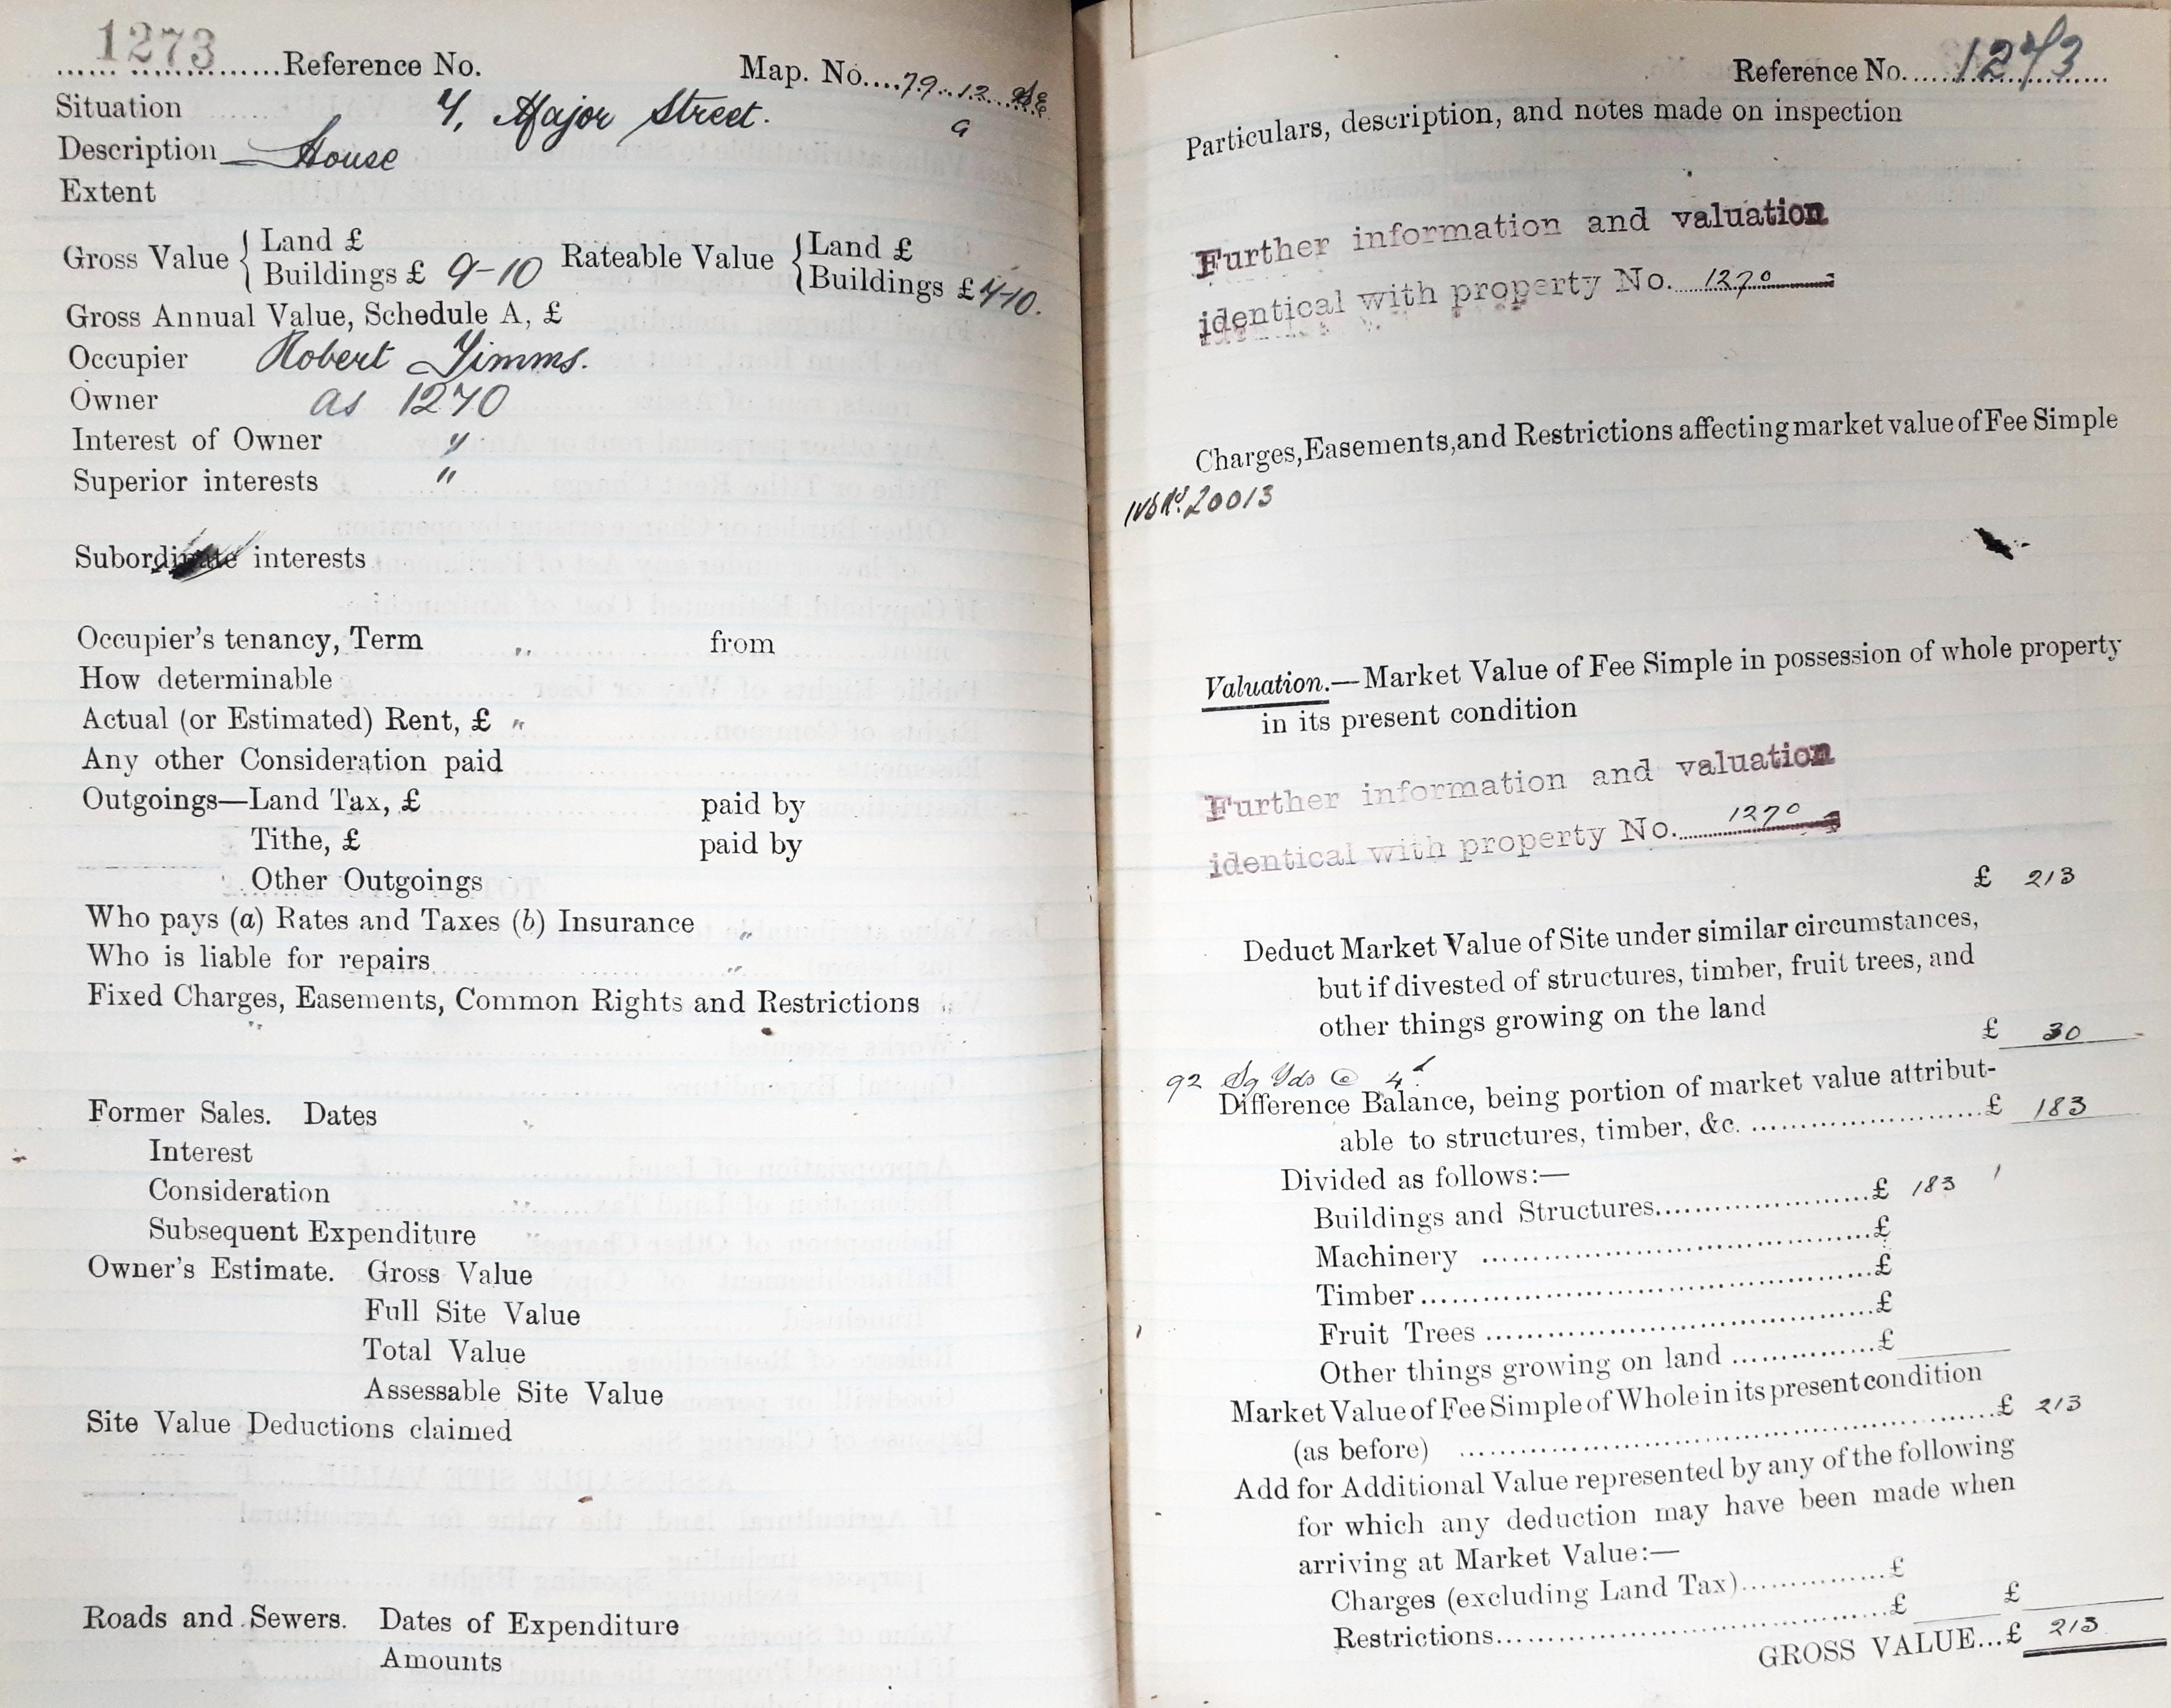 1273 Reference No. Map. No. 79.12
Situation 7, Major Street. 9
Description House
Extent
Gross Value { Land £ Rateable Value { Land £
Buildings £ 9-10 Buildings £ 7-10.
Gross Annual Value, Schedule A, £
Occupier Robert Timms.
Owner as 1270
Interest of Owner "
Superior interests "
Subordinate interests
Occupier's tenancy, Term " from
How determinable
Actual (or Estimated) Rent, £ "
Any other Consideration paid
Outgoings—Land Tax, £ paid by
Tithe, £ paid by
Other Outgoings
Who pays (a) Rates and Taxes (b) Insurance "
Who is liable for repairs "
Fixed Charges, Easements, Common Rights and Restrictions
"
Former Sales. Dates
Interest
Consideration
Subsequent Expenditure
Owner's Estimate. Gross Value
Full Site Value
Total Value
Assessable Site Value
Site Value Deductions claimed
Roads and Sewers. Dates of Expenditure
Amounts
Reference No. 1273
Particulars, description, and notes made on inspection
Further information and valuation
identical with property No. 1270
Charges, Easements, and Restrictions affecting market value of Fee Simple
20013
Valuation.—Market Value of Fee Simple in possession of whole property
in its present condition
Further information and valuation
identical with property No. 1270
£ 213
Deduct Market Value of Site under similar circumstances,
but if divested of structures, timber, fruit trees, and
other things growing on the land
£ 30
92 Sq Yds @ 4d
Difference Balance, being portion of market value attribut-
able to structures, timber, &c. £ 183
Divided as follows:—
Buildings and Structures £ 183
Machinery £
Timber £
Fruit Trees £
Other things growing on land £
Market Value of Fee Simple of Whole in its present condition
(as before) £ 213
Add for Additional Value represented by any of the following
for which any deduction may have been made when
arriving at Market Value:—
Charges (excluding Land Tax) £
Restrictions £ £
GROSS VALUE... £ 213